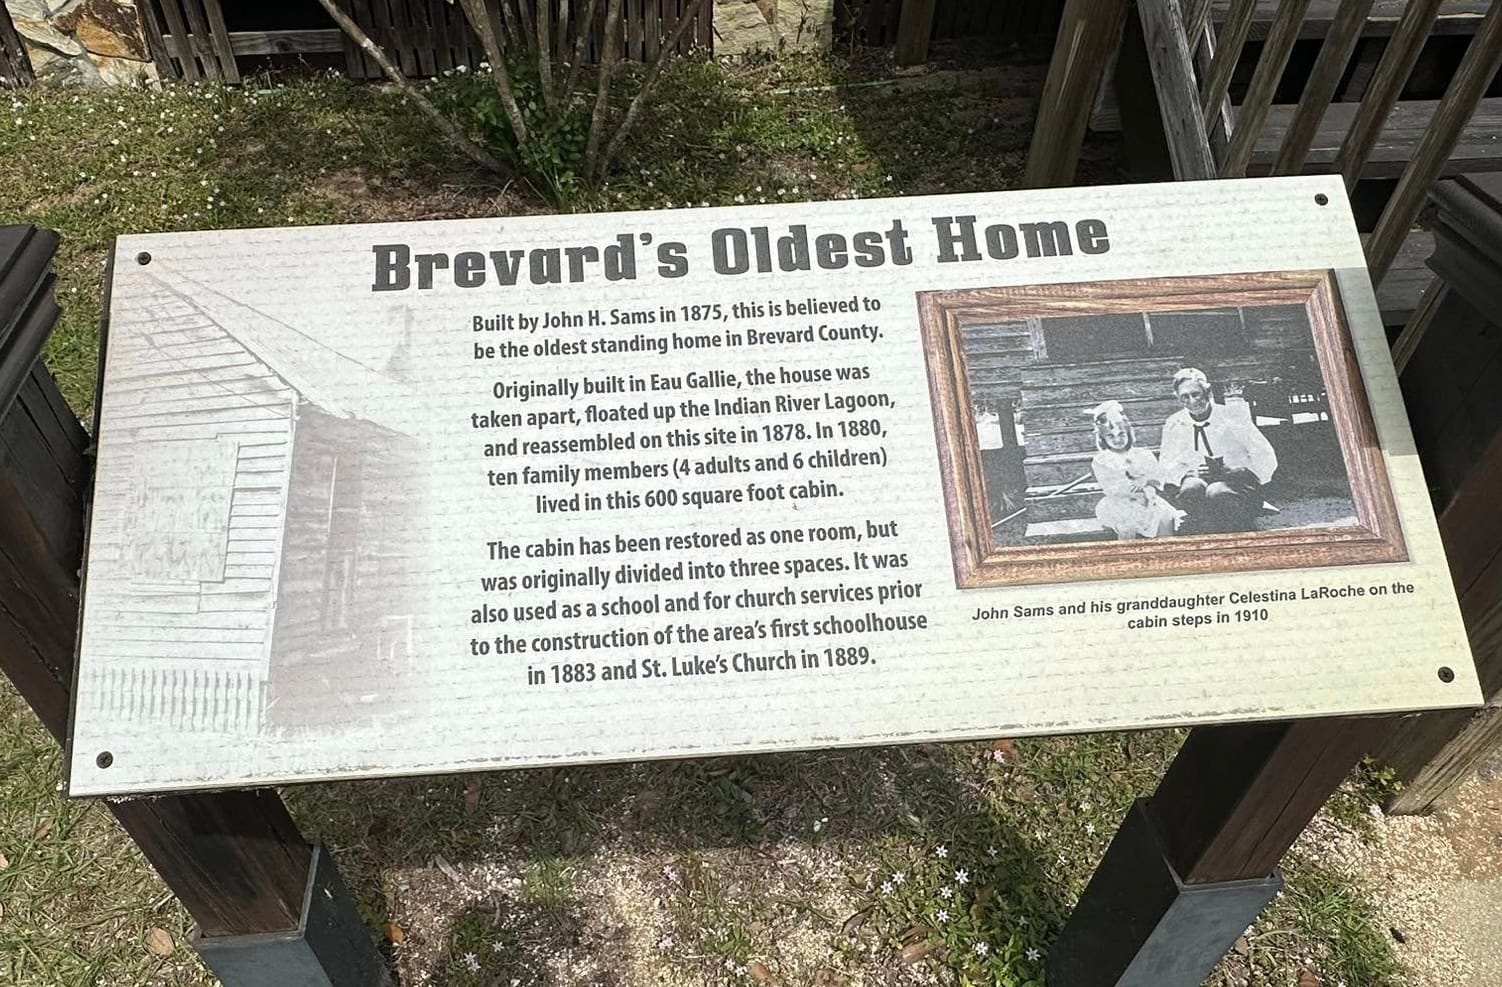 Brevard's Oldest Home
Built by John H. Sams in 1875, this is believed to
be the oldest standing home in Brevard County.
Originally built in Eau Gallie, the house was
taken apart, floated up the Indian River Lagoon,
and reassembled on this site in 1878. In 1880,
ten family members (4 adults and 6 children)
lived in this 600 square foot cabin.
The cabin has been restored as one room, but
was originally divided into three spaces. It was
also used as a school and for church services prior
to the construction of the area's first schoolhouse
in 1883 and St. Luke's Church in 1889.
John Sams and his granddaughter Celestina LaRoche on the
cabin steps in 1910